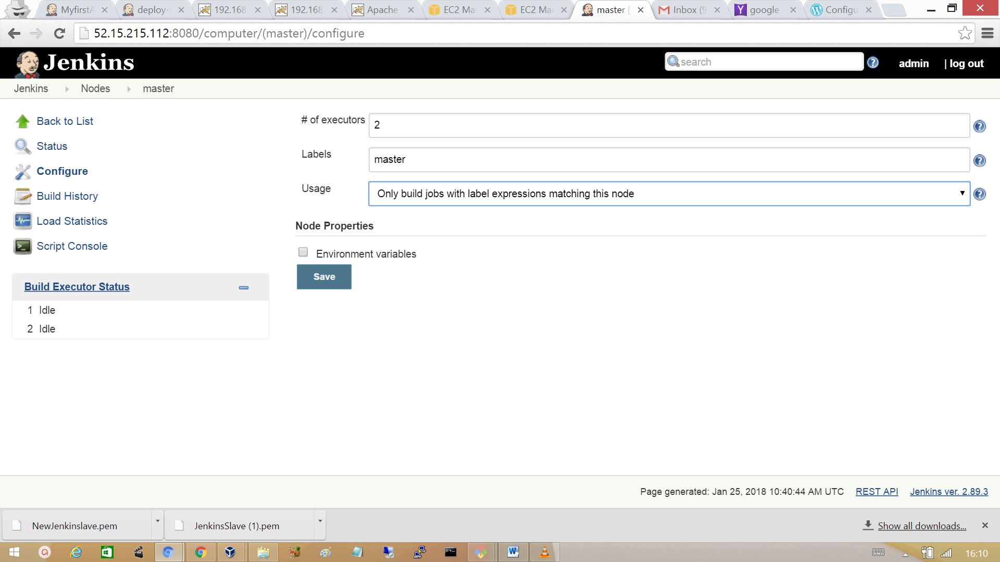 MyfirstA
deploy-
192.168
192.168.
Apache
EC2 Ma
EC2 Ma
master [
Inbox (9
google
Configu
52.15.215.112:8080/computer/(master)/configure
Jenkins
search
admin
| log out
Jenkins
Nodes
master
Back to List
Status
Configure
Build History
Load Statistics
Script Console
Build Executor Status
1 Idle
2 Idle
# of executors
2
Labels
master
Usage
Only build jobs with label expressions matching this node
Node Properties
Environment variables
Save
Page generated: Jan 25, 2018 10:40:44 AM UTC
REST API
Jenkins ver. 2.89.3
NewJenkinslave.pem
JenkinsSlave (1).pem
Show all downloads...
16:10